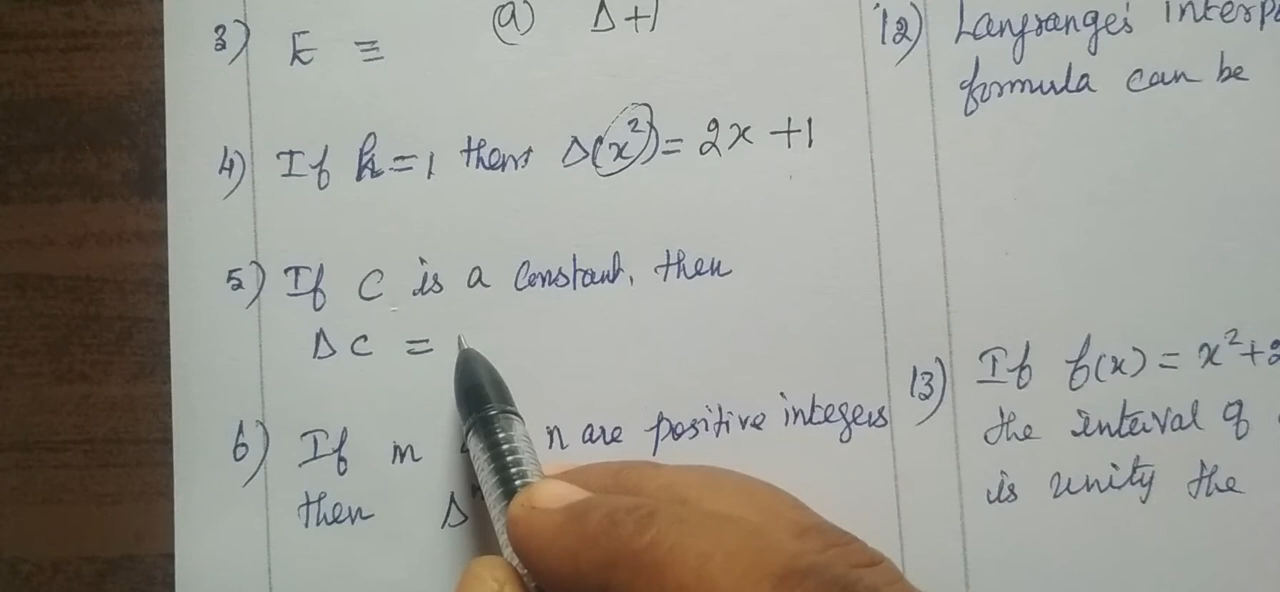 3) E ≡ (a) Δ+1
4) If h=1 then Δ(x²)= 2x +1
5) If C is a Constant, then
ΔC =
6) If m n are positive integers
then Δ
12) Langranges
formula can be
13) If f(x) = x²+
the interval of
is unity the